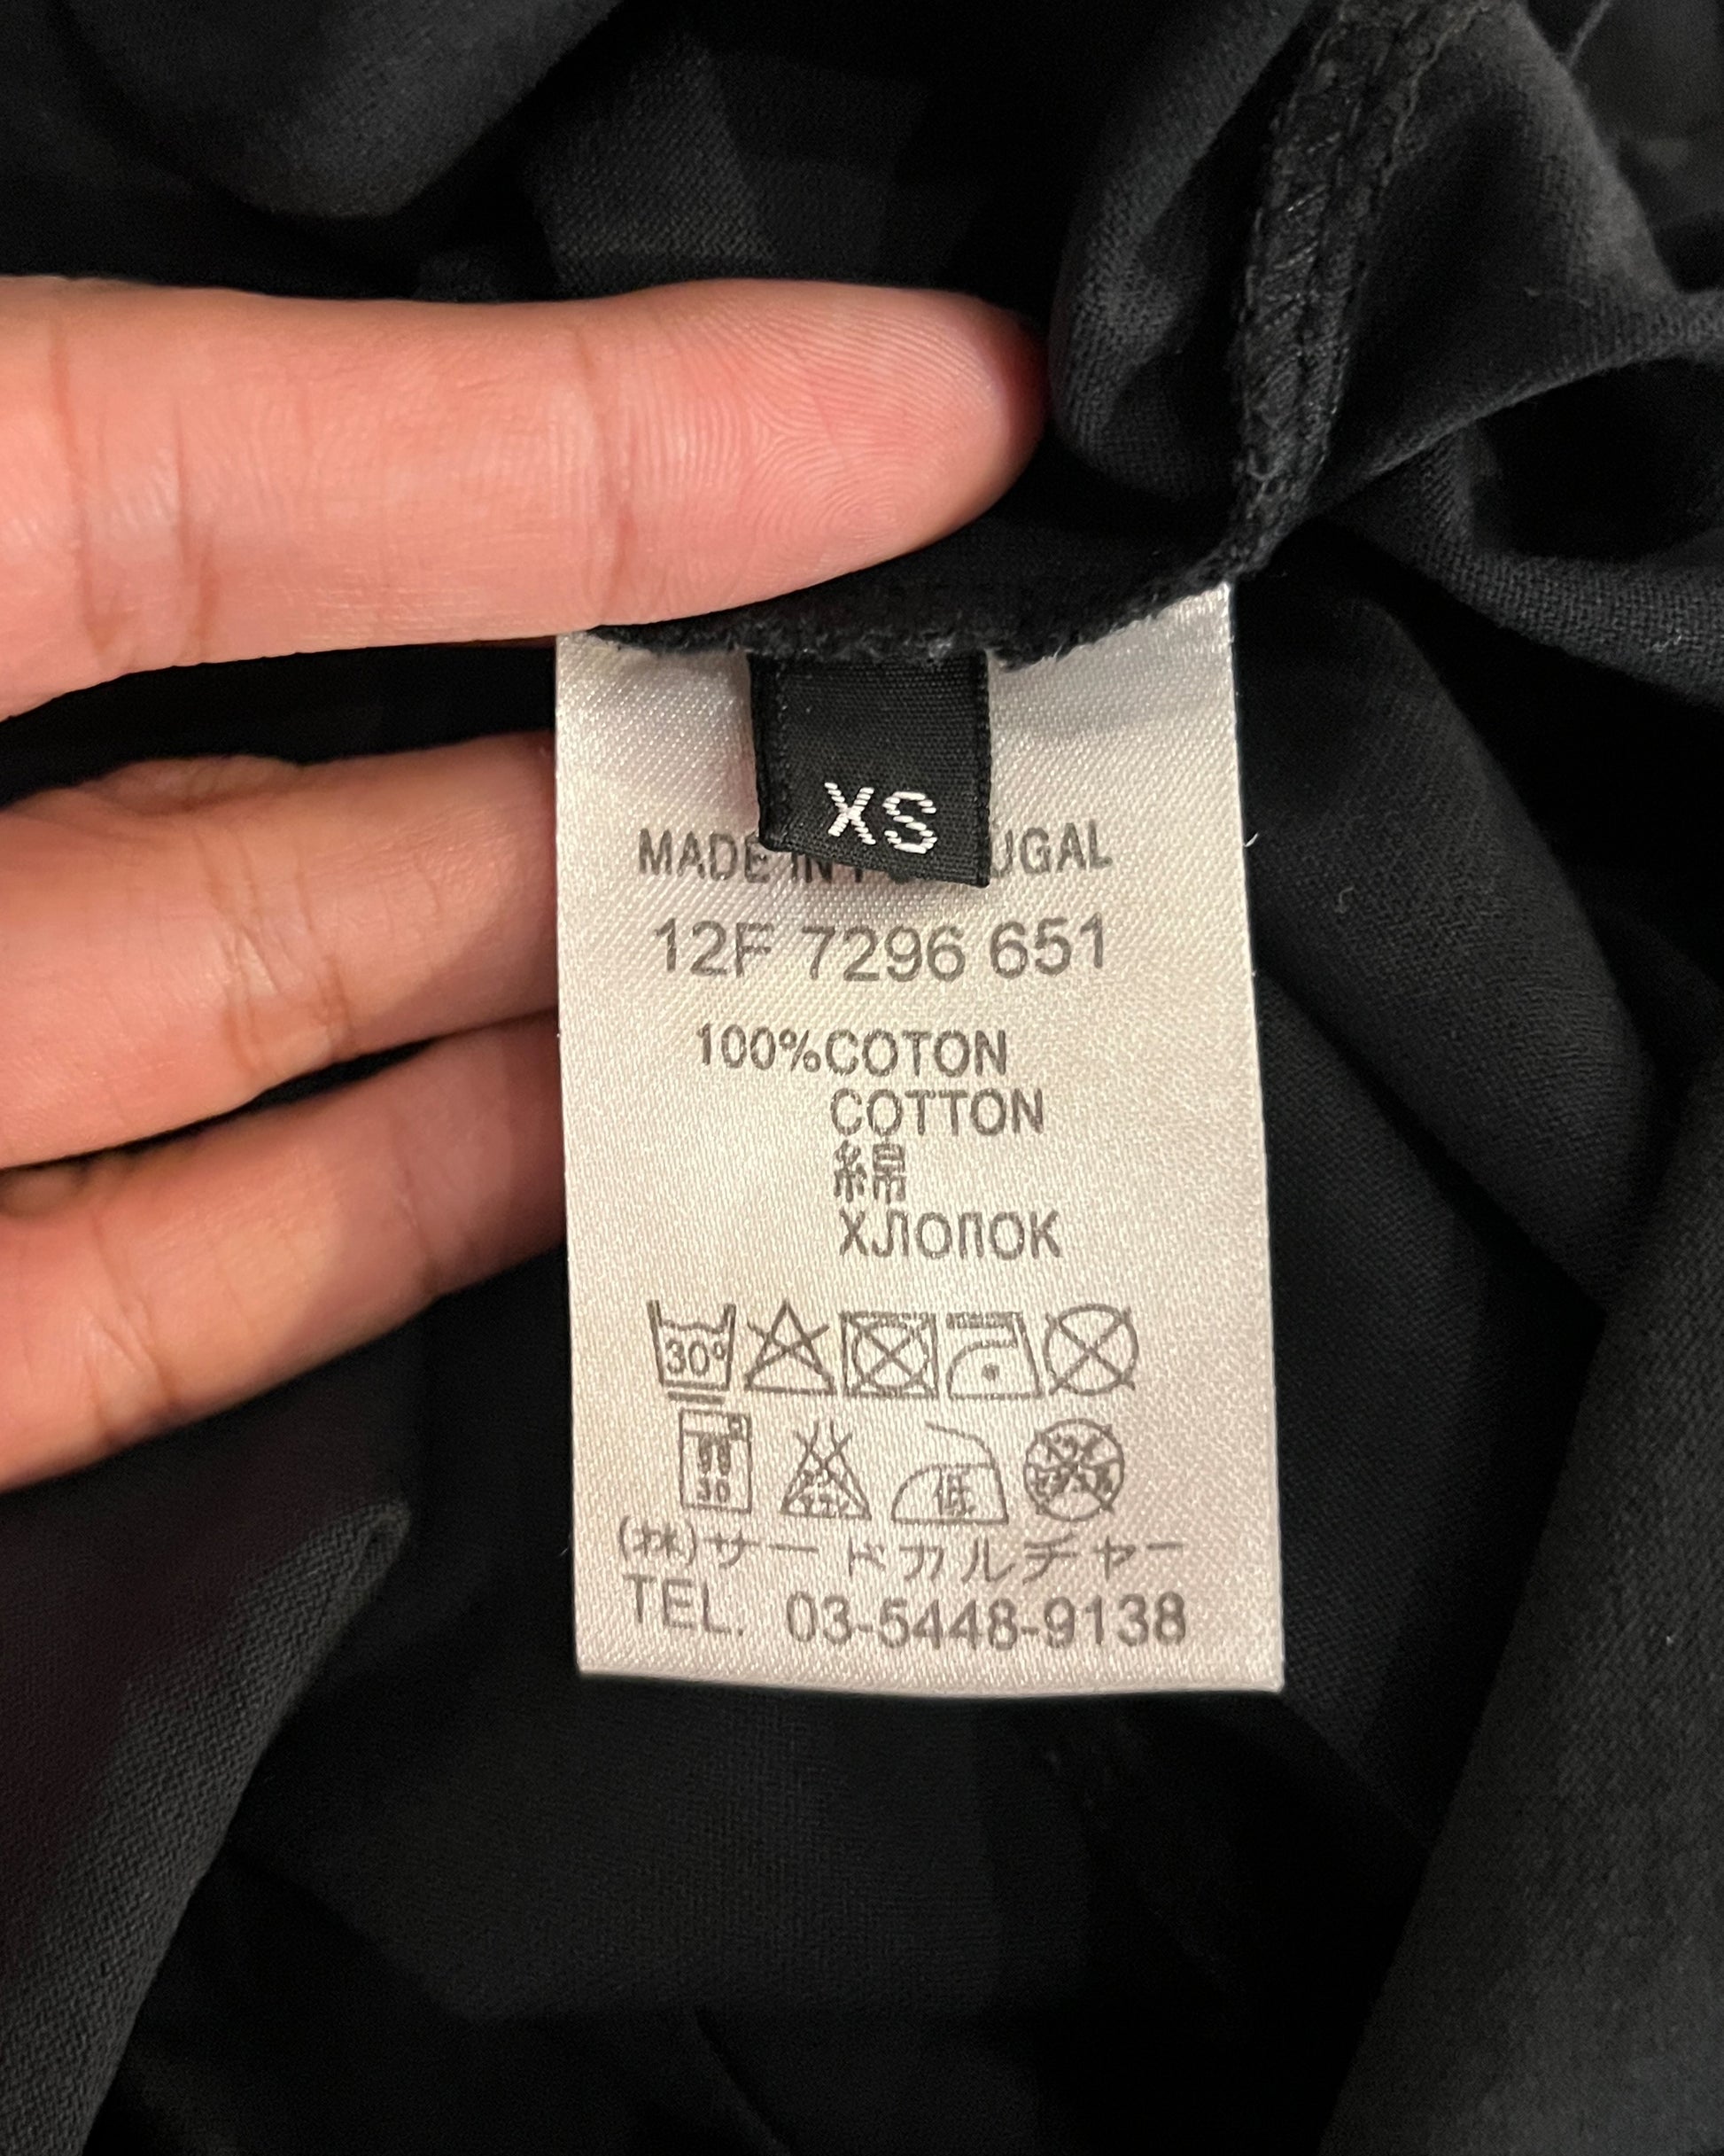 XS
MADE IN UGAL
12F 7296 651
100%COTON
COTTON
綿
ХЛОПОК
30°
低
(株)サードカルチャー
TEL. 03-5448-9138